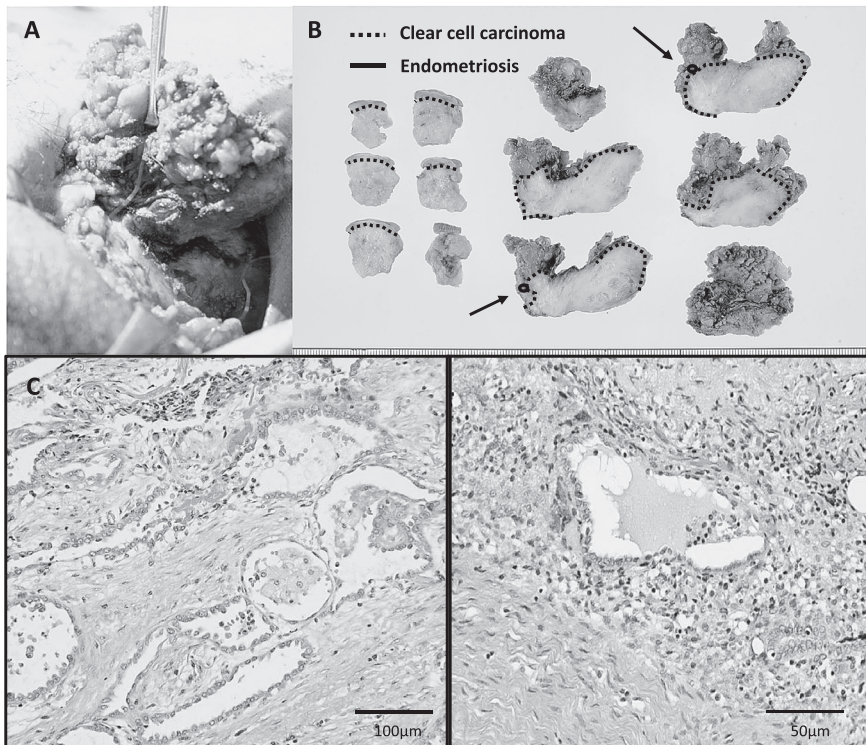 A
B
Clear cell carcinoma
Endometriosis
C
100μm
50μm